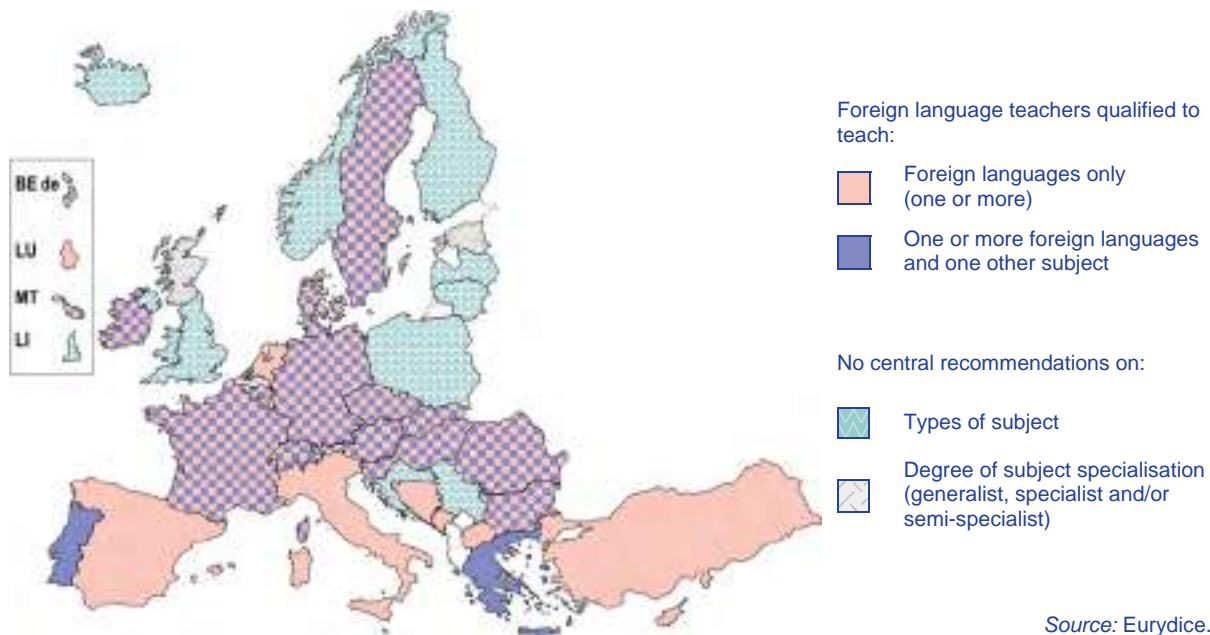 BE de
LU
MT
LI
Foreign language teachers qualified to
teach:
Foreign languages only
(one or more)
One or more foreign languages
and one other subject
No central recommendations on:
Types of subject
Degree of subject specialisation
(generalist, specialist and/or
semi-specialist)
Source: Eurydice.